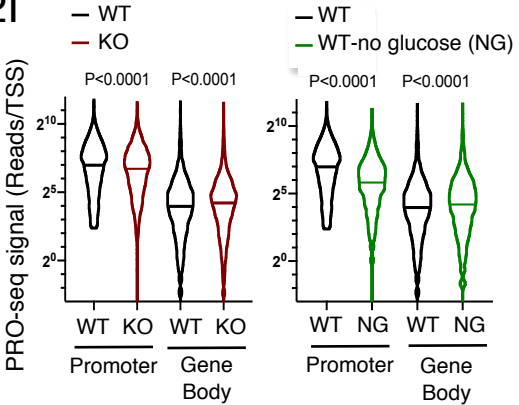 WT
KO
P<0.0001 P<0.0001
PRO-seq signal (Reads/TSS)
2^10
2^5
2^0
WT KO WT KO
Promoter Gene Body
WT
WT-no glucose (NG)
P<0.0001 P<0.0001
2^10
2^5
2^0
WT NG WT NG
Promoter Gene Body